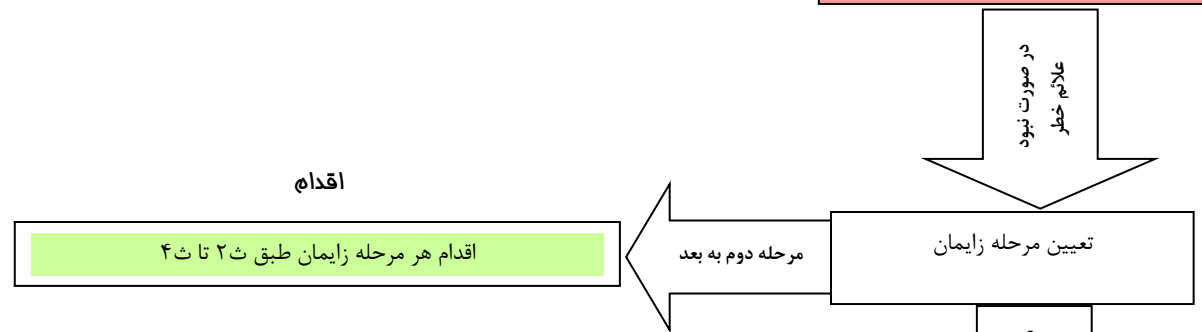 در صورت نبود
علائم خطر
اقدام
تعیین مرحله زایمان
مرحله دوم به بعد
اقدام هر مرحله زایمان طبق ث۲ تا ث۴